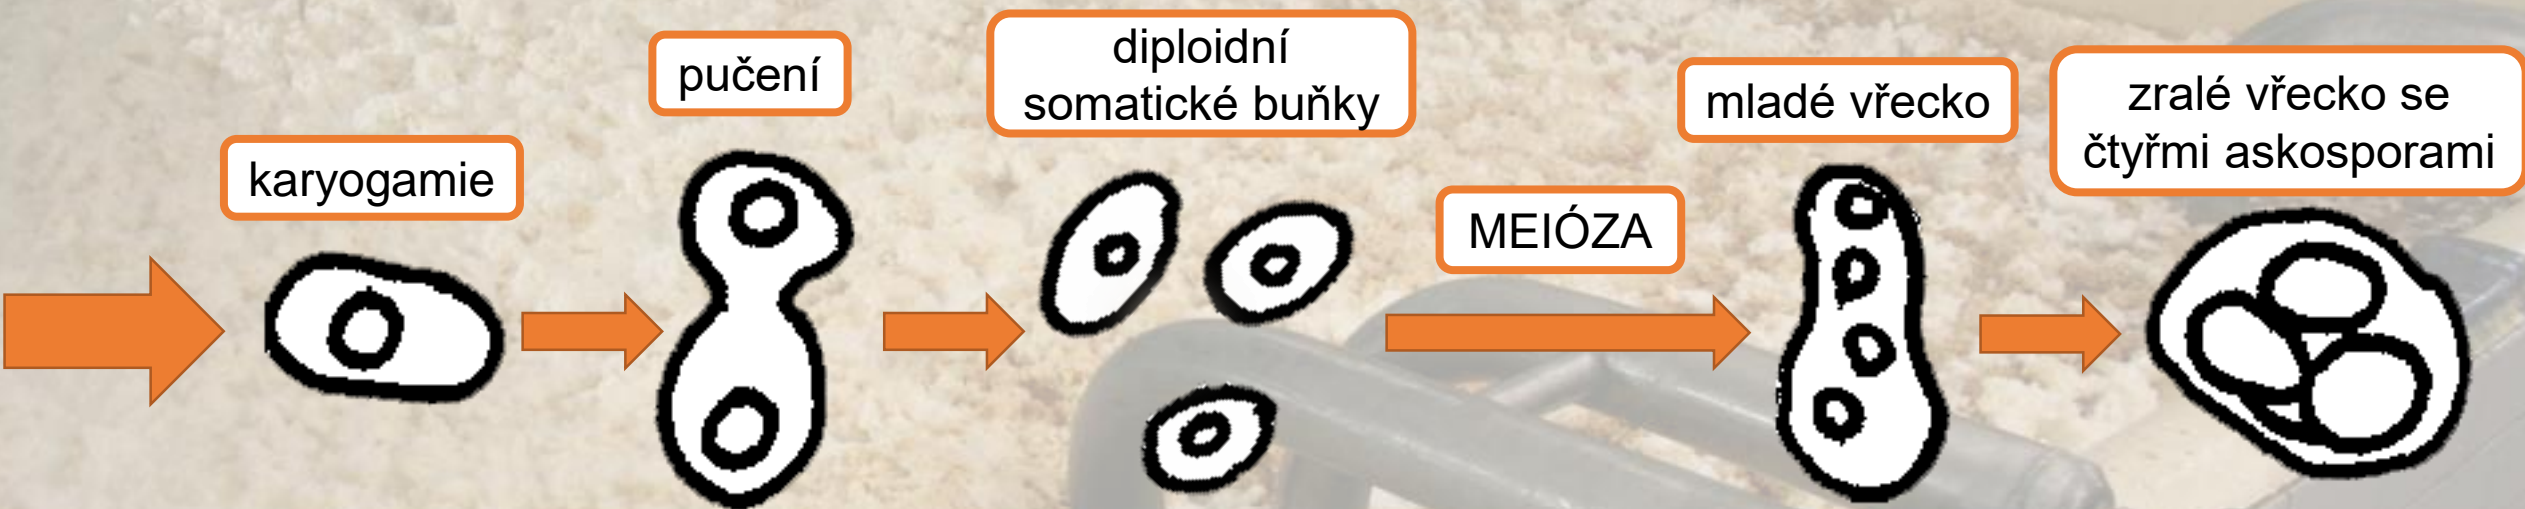 karyogamie
pučení
diploidní
somatické buňky
MEIÓZA
mladé vřecko
zralé vřecko se
čtyřmi askosporami